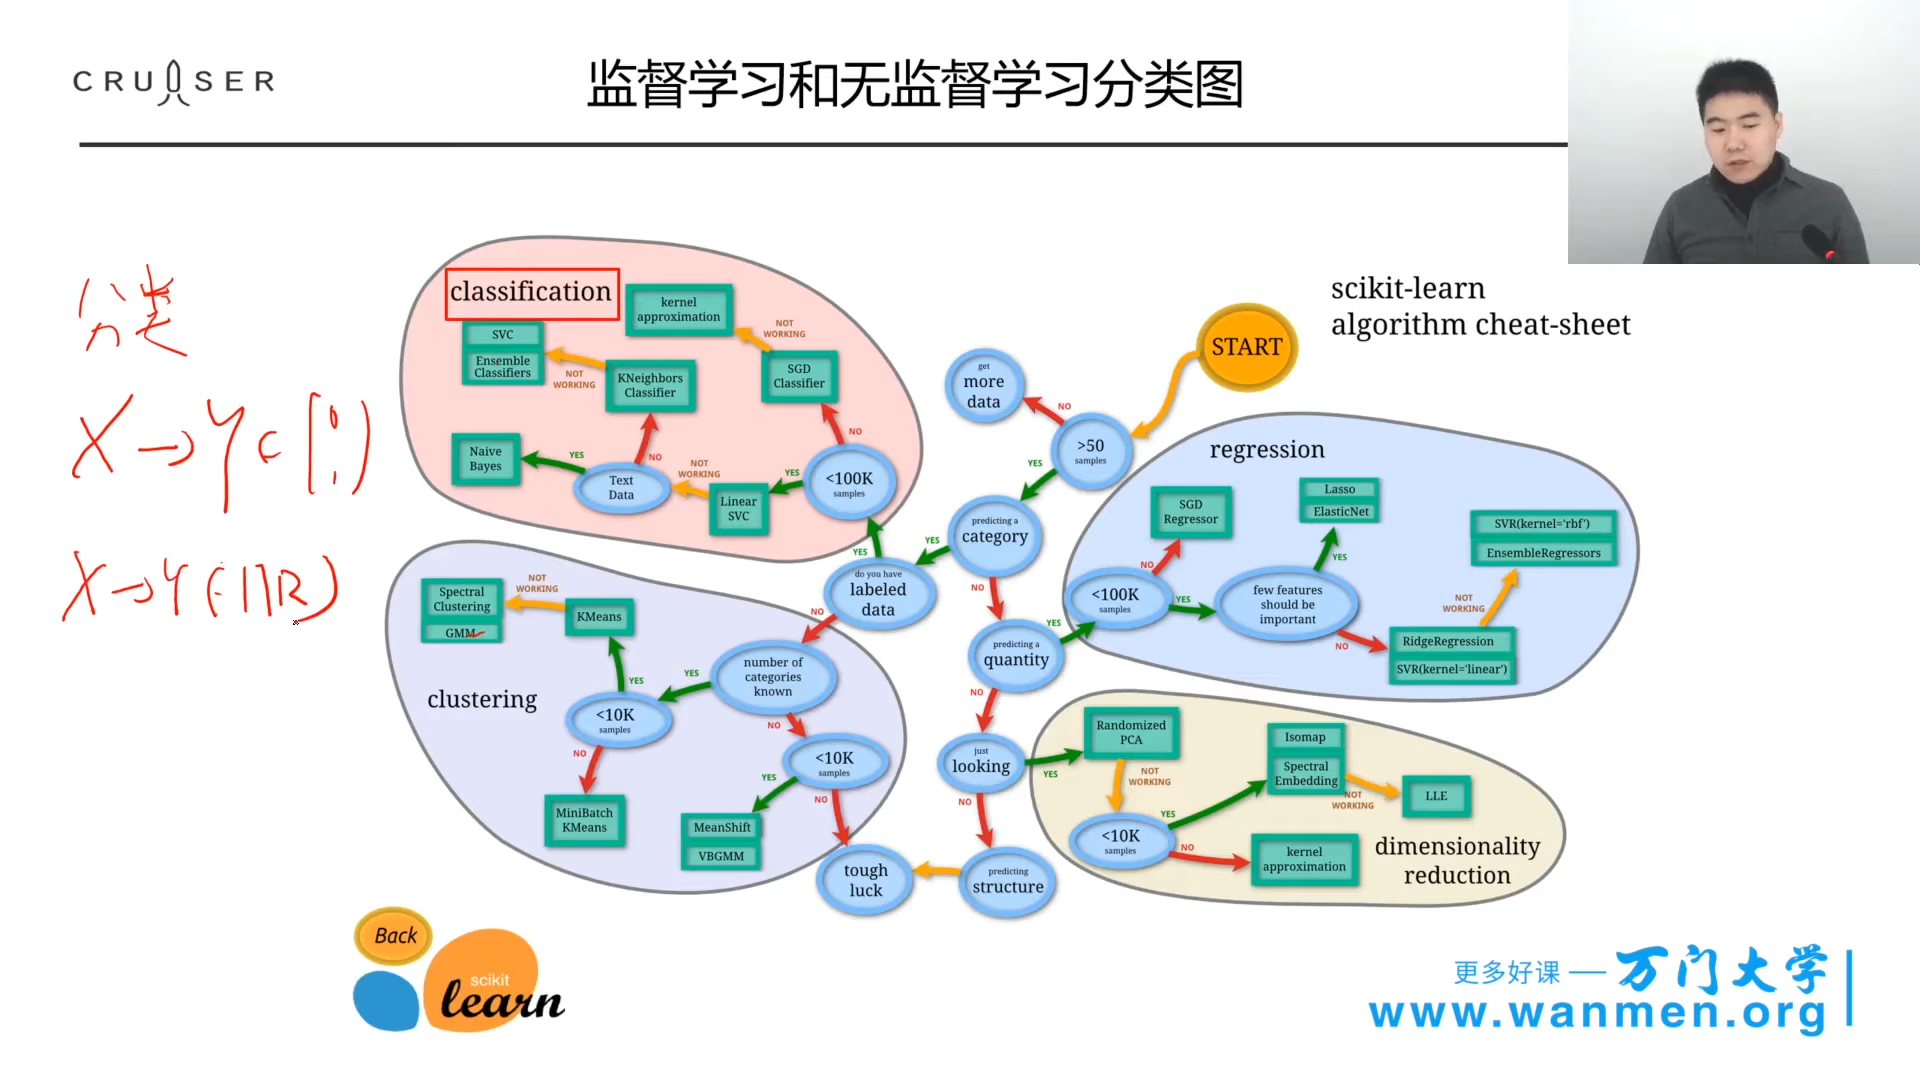 CRUISER
监督学习和无监督学习分类图
分类
X → Y ∈
X → Y ∈ R
scikit-learn
algorithm cheat-sheet
START
get
more
data
NO
>50
samples
YES
predicting a
category
YES
NO
do you have
labeled
data
YES
NO
predicting a
quantity
YES
NO
just
looking
YES
NO
predicting
structure
tough
luck
classification
kernel
approximation
NOT
WORKING
SVC
Ensemble
Classifiers
NOT
WORKING
KNeighbors
Classifier
SGD
Classifier
NO
Naive
Bayes
YES
NO
Text
Data
NOT
WORKING
Linear
SVC
YES
<100K
samples
regression
SGD
Regressor
NO
<100K
samples
YES
Lasso
ElasticNet
YES
few features
should be
important
NO
SVR(kernel='rbf')
EnsembleRegressors
NOT
WORKING
RidgeRegression
SVR(kernel='linear')
clustering
Spectral
Clustering
GMM
NOT
WORKING
KMeans
YES
<10K
samples
NO
MiniBatch
KMeans
YES
number of
categories
known
NO
<10K
samples
YES
NO
MeanShift
VBGMM
dimensionality
reduction
Randomized
PCA
NOT
WORKING
<10K
samples
YES
NO
Isomap
Spectral
Embedding
NOT
WORKING
LLE
kernel
approximation
Back
scikit
learn
更多好课 — 万门大学
www.wanmen.org